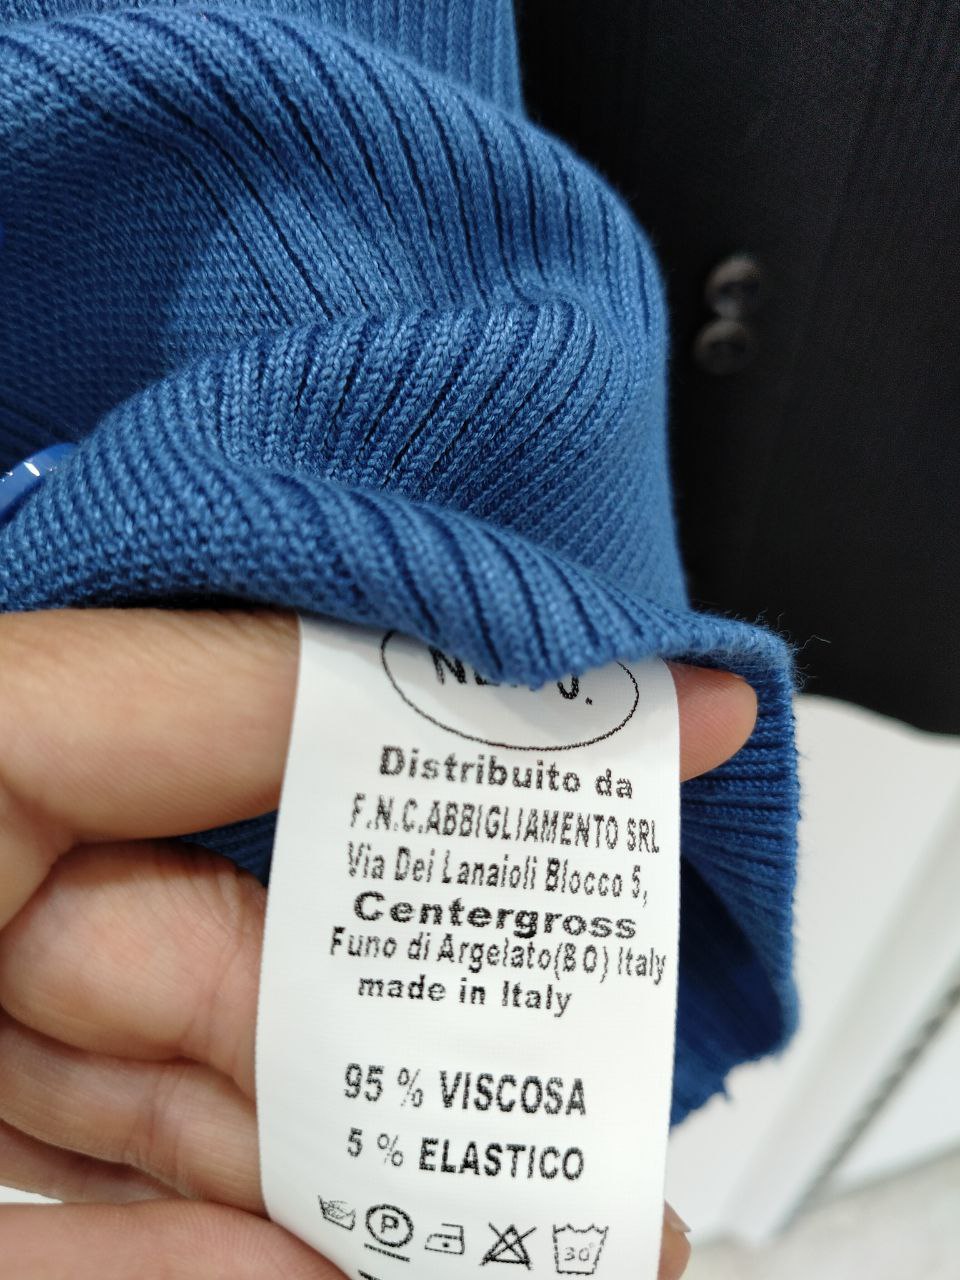 Distribuito da
F.N.C.ABBIGLIAMENTO SRL
Via Dei Lanaioli Blocco 5,
Centergross
Funo di Argelato(BO) Italy
made in Italy
95 % VISCOSA
5 % ELASTICO
P
30°